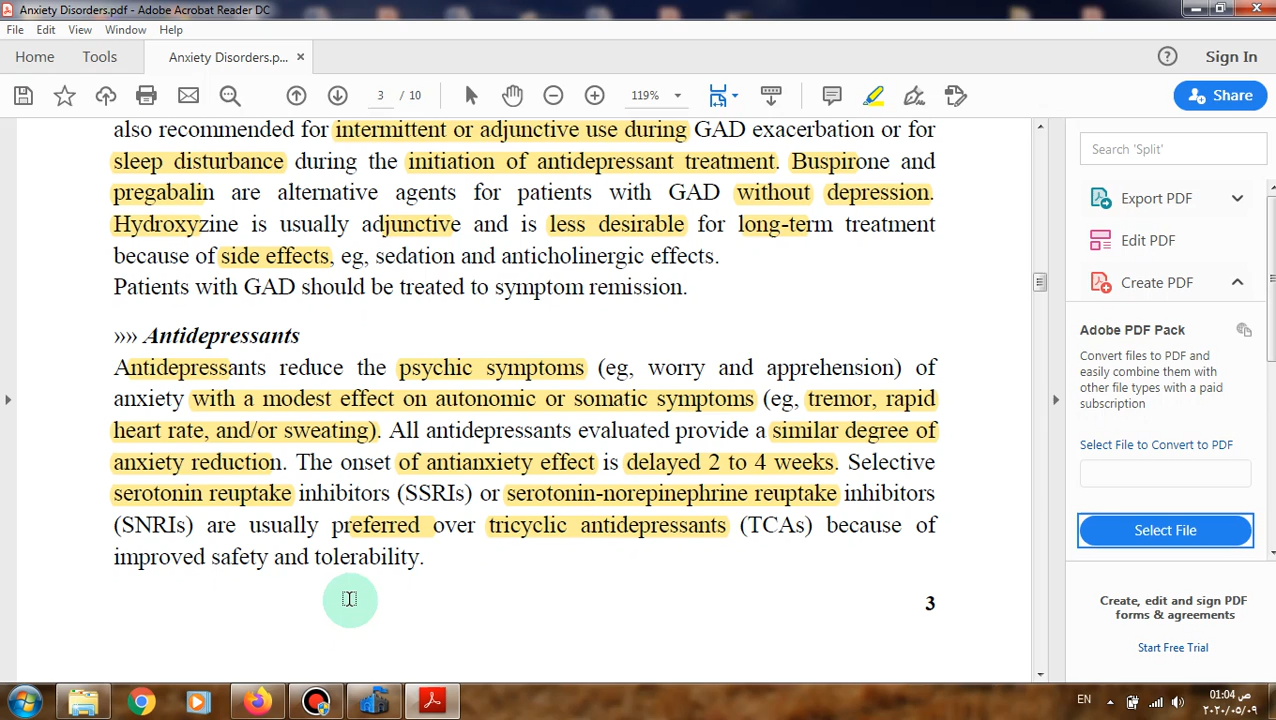 Anxiety Disorders.pdf - Adobe Acrobat Reader DC
File Edit View Window Help
Home Tools Anxiety Disorders.p... × Sign In
3 / 10 119% Share
also recommended for intermittent or adjunctive use during GAD exacerbation or for
sleep disturbance during the initiation of antidepressant treatment. Buspirone and
pregabalin are alternative agents for patients with GAD without depression.
Hydroxyzine is usually adjunctive and is less desirable for long-term treatment
because of side effects, eg, sedation and anticholinergic effects.
Patients with GAD should be treated to symptom remission.
»» Antidepressants
Antidepressants reduce the psychic symptoms (eg, worry and apprehension) of
anxiety with a modest effect on autonomic or somatic symptoms (eg, tremor, rapid
heart rate, and/or sweating). All antidepressants evaluated provide a similar degree of
anxiety reduction. The onset of antianxiety effect is delayed 2 to 4 weeks. Selective
serotonin reuptake inhibitors (SSRIs) or serotonin-norepinephrine reuptake inhibitors
(SNRIs) are usually preferred over tricyclic antidepressants (TCAs) because of
improved safety and tolerability.
3
Search 'Split'
Export PDF
Edit PDF
Create PDF
Adobe PDF Pack
Convert files to PDF and
easily combine them with
other file types with a paid
subscription
Select File to Convert to PDF
Select File
Create, edit and sign PDF
forms & agreements
Start Free Trial
EN
01:04 ص
٢٠٢٠/٠٥/٠٩